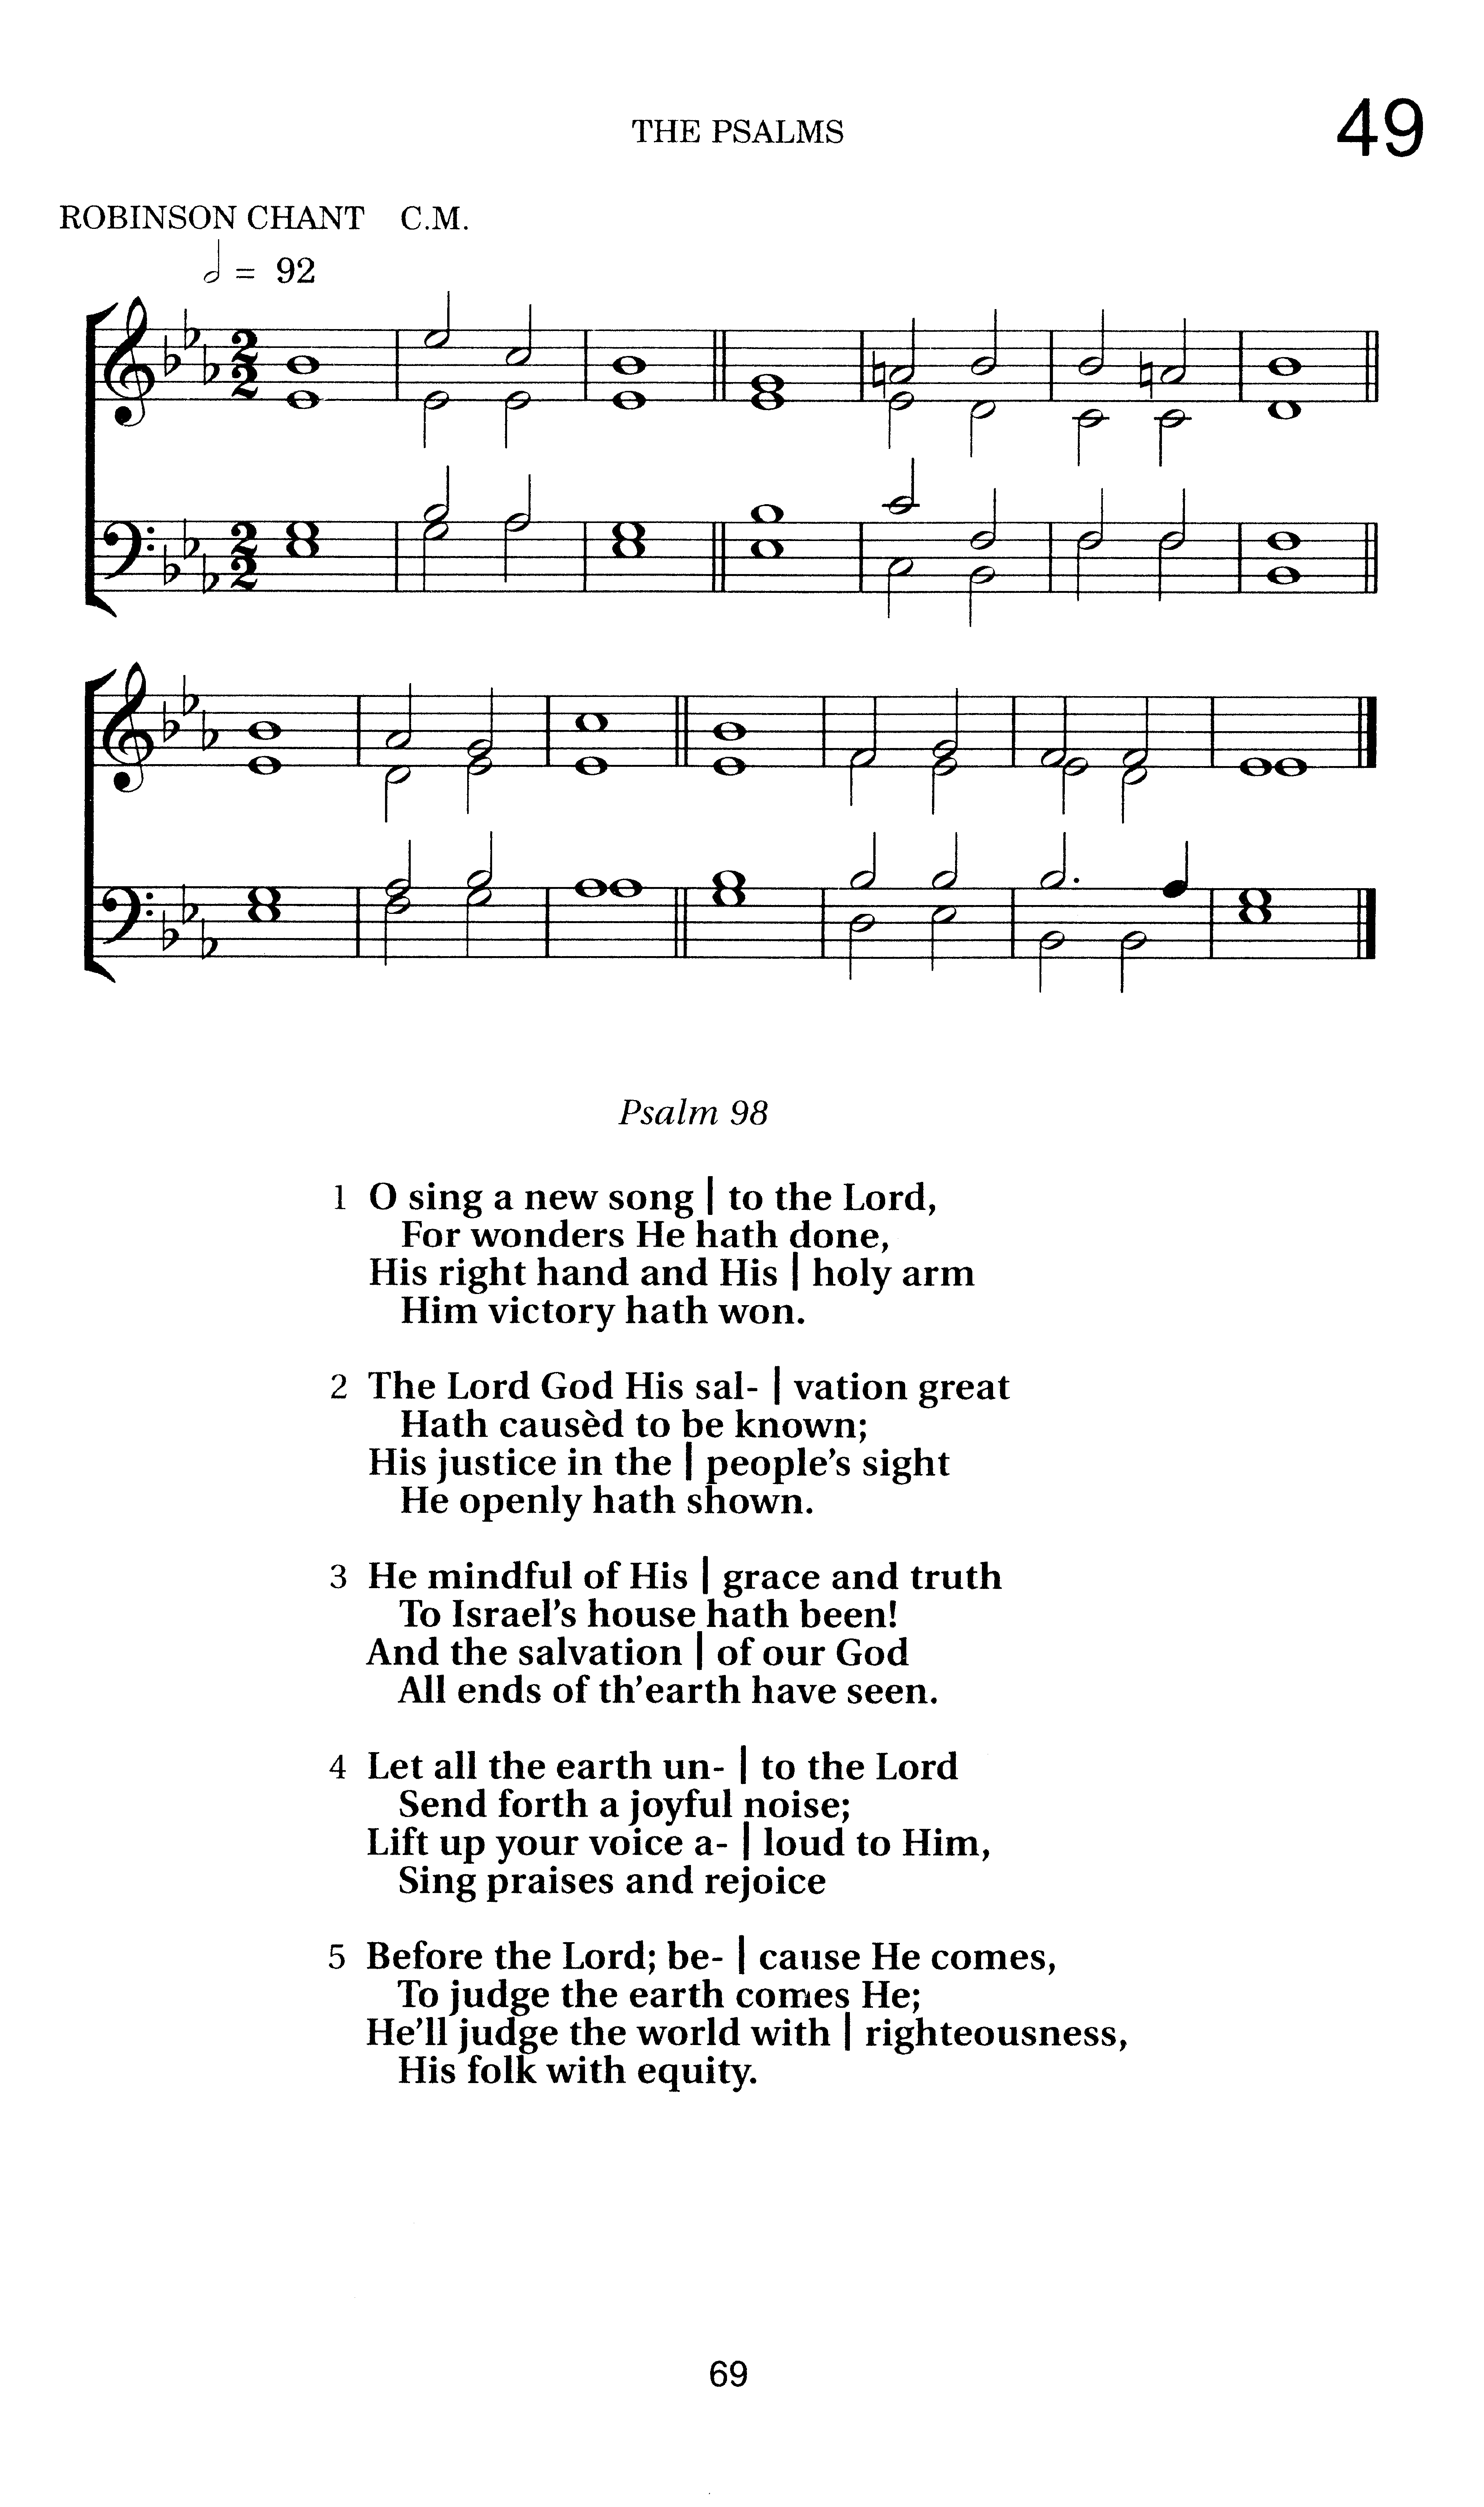 THE PSALMS
49
ROBINSON CHANT C.M.
𝅗𝅥 = 92
Psalm 98
1 O sing a new song | to the Lord,
For wonders He hath done,
His right hand and His | holy arm
Him victory hath won.
2 The Lord God His sal- | vation great
Hath causèd to be known;
His justice in the | people’s sight
He openly hath shown.
3 He mindful of His | grace and truth
To Israel’s house hath been!
And the salvation | of our God
All ends of th’earth have seen.
4 Let all the earth un- | to the Lord
Send forth a joyful noise;
Lift up your voice a- | loud to Him,
Sing praises and rejoice
5 Before the Lord; be- | cause He comes,
To judge the earth comes He;
He’ll judge the world with | righteousness,
His folk with equity.
69